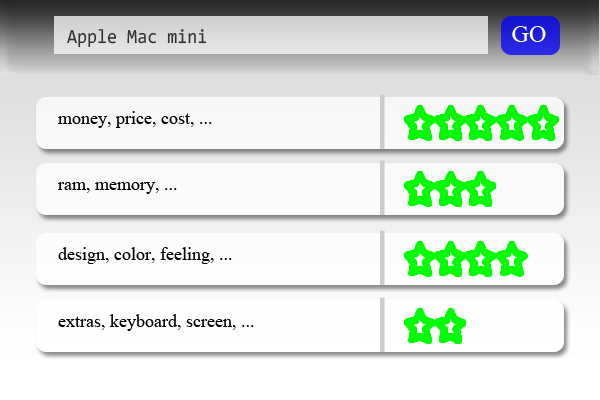 Apple Mac mini
GO
money, price, cost, ...
ram, memory, ...
design, color, feeling, ...
extras, keyboard, screen, ...